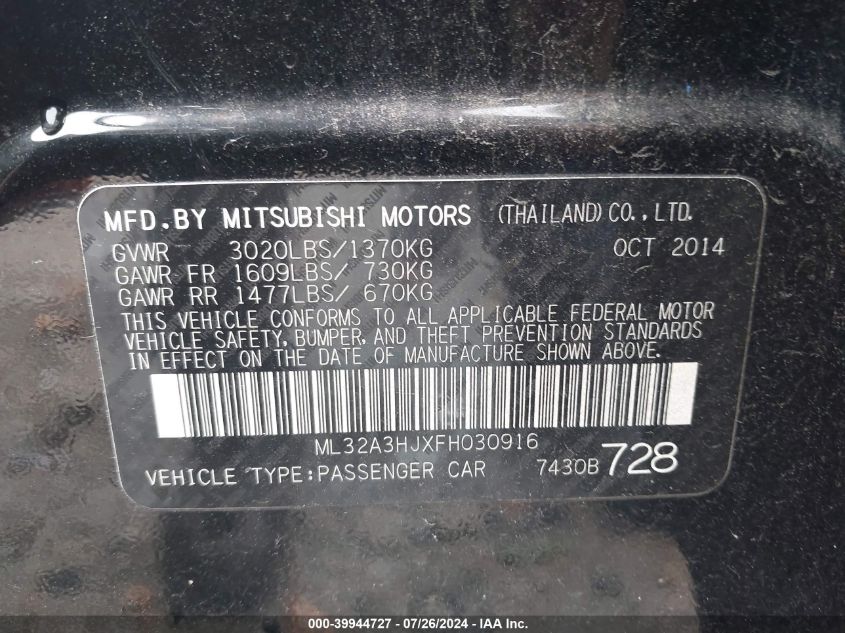 MFD.BY MITSUBISHI MOTORS (THAILAND) CO., LTD.
GVWR 3020LBS/1370KG OCT 2014
GAWR FR 1609LBS/ 730KG
GAWR RR 1477LBS/ 670KG
THIS VEHICLE CONFORMS TO ALL APPLICABLE FEDERAL MOTOR
VEHICLE SAFETY, BUMPER, AND THEFT PREVENTION STANDARDS
IN EFFECT ON THE DATE OF MANUFACTURE SHOWN ABOVE.
ML32A3HJXFH030916
VEHICLE TYPE:PASSENGER CAR 7430B 728
000-39944727 - 07/26/2024 - IAA Inc.